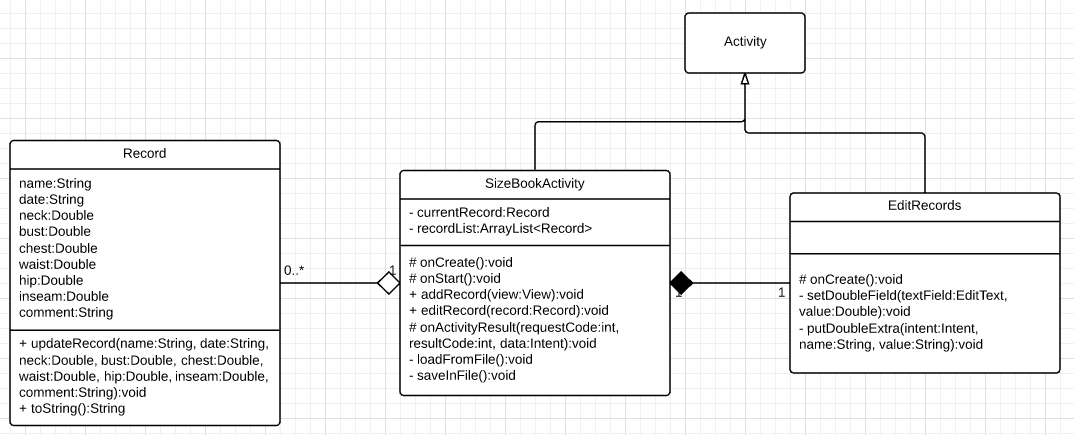 Activity
Record
name:String
date:String
neck:Double
bust:Double
chest:Double
waist:Double
hip:Double
inseam:Double
comment:String
+ updateRecord(name:String, date:String,
neck:Double, bust:Double, chest:Double,
waist:Double, hip:Double, inseam:Double,
comment:String):void
+ toString():String
0..*
1
SizeBookActivity
- currentRecord:Record
- recordList:ArrayList<Record>
# onCreate():void
# onStart():void
+ addRecord(view:View):void
+ editRecord(record:Record):void
# onActivityResult(requestCode:int,
resultCode:int, data:Intent):void
- loadFromFile():void
- saveInFile():void
1
1
EditRecords
# onCreate():void
- setDoubleField(textField:EditText,
value:Double):void
- putDoubleExtra(intent:Intent,
name:String, value:String):void